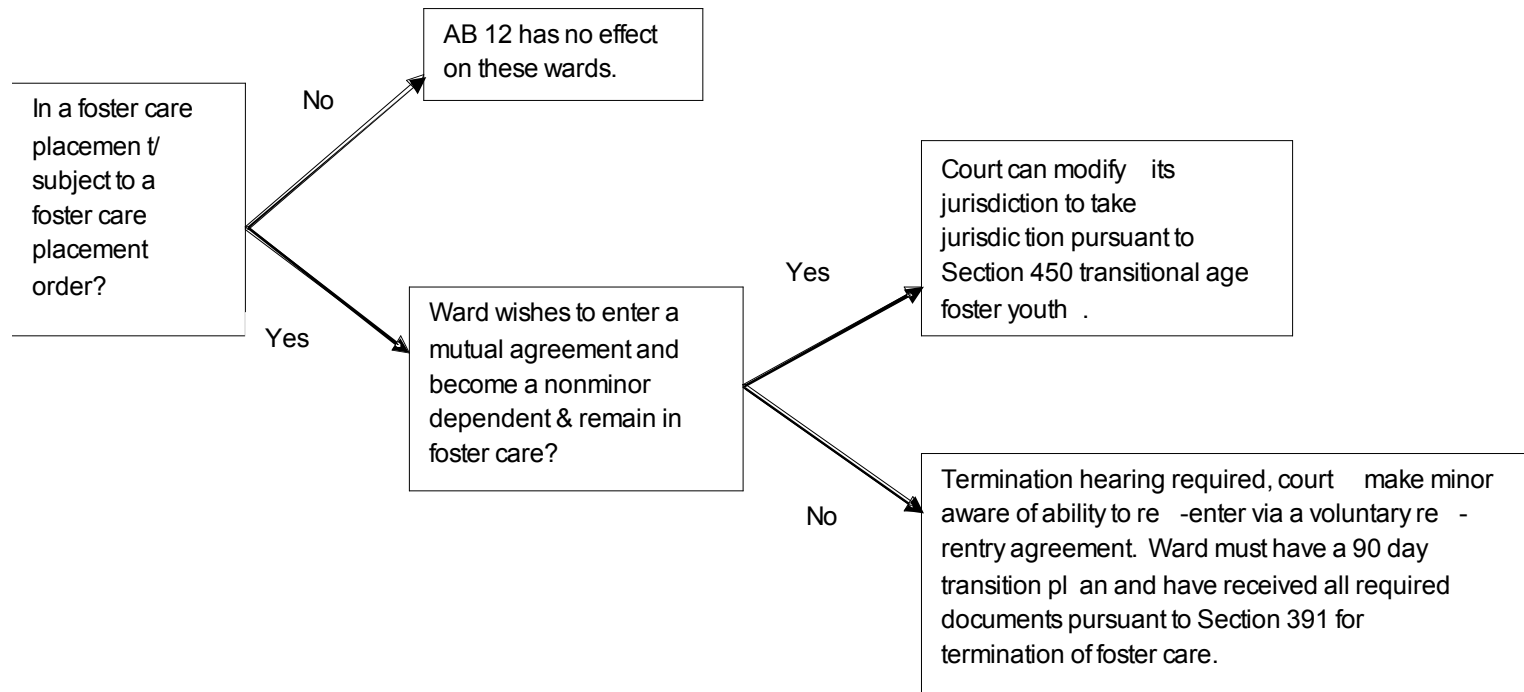 AB 12 has no effect
on these wards.
No
In a foster care
placemen t/
subject to a
foster care
placement
order?
Yes
Ward wishes to enter a
mutual agreement and
become a nonminor
dependent & remain in
foster care?
Yes
Court can modify its
jurisdiction to take
jurisdic tion pursuant to
Section 450 transitional age
foster youth .
No
Termination hearing required, court make minor
aware of ability to re -enter via a voluntary re -
rentry agreement. Ward must have a 90 day
transition pl an and have received all required
documents pursuant to Section 391 for
termination of foster care.